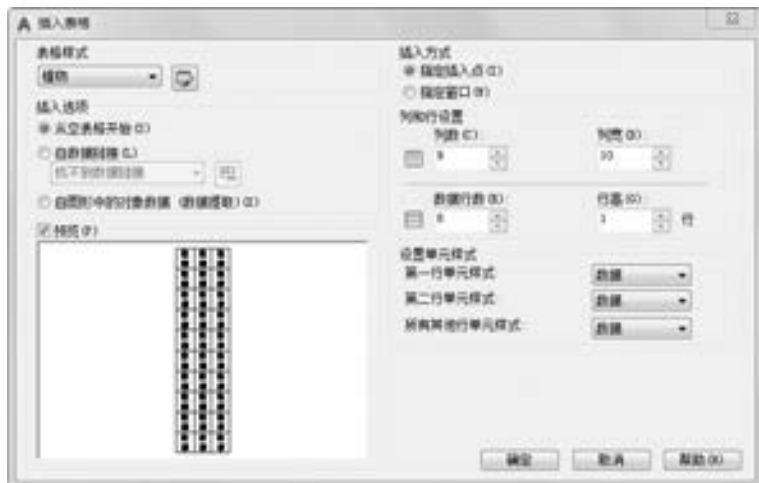 插入表格
表格样式
植物
插入选项
从空表格开始(S)
自数据链接(L)
找不到数据链接
自图形中的对象数据（数据提取）(X)
预览(P)
插入方式
指定插入点(I)
指定窗口(W)
列和行设置
列数(C):
列宽(D):
10
数据行数(R):
行高(G):
1
行
设置单元样式
第一行单元样式:
数据
第二行单元样式:
数据
所有其他行单元样式:
数据
确定
取消
帮助(H)